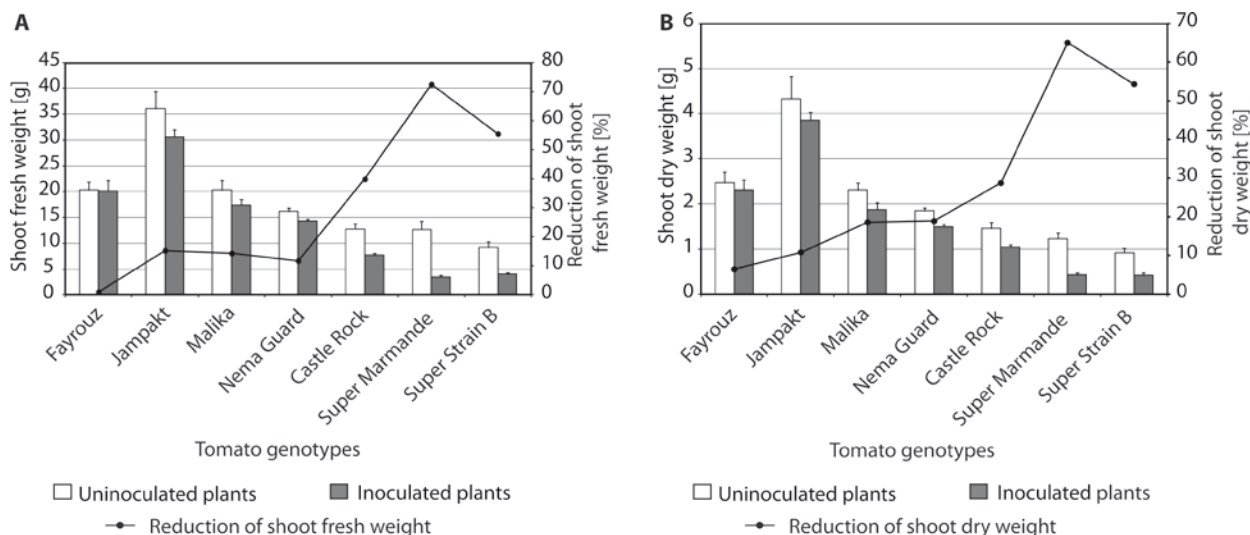 A
Shoot fresh weight [g]
45
40
35
30
25
20
15
10
5
0
80
70
60
50
40
30
20
10
0
Reduction of shoot
fresh weight [%]
Fayrouz
Jampakt
Malika
Nema Guard
Castle Rock
Super Marmande
Super Strain B
Tomato genotypes
Uninoculated plants
Inoculated plants
Reduction of shoot fresh weight
B
Shoot dry weight [g]
6
5
4
3
2
1
0
70
60
50
40
30
20
10
0
Reduction of shoot
dry weight [%]
Fayrouz
Jampakt
Malika
Nema Guard
Castle Rock
Super Marmande
Super Strain B
Tomato genotypes
Uninoculated plants
Inoculated plants
Reduction of shoot dry weight